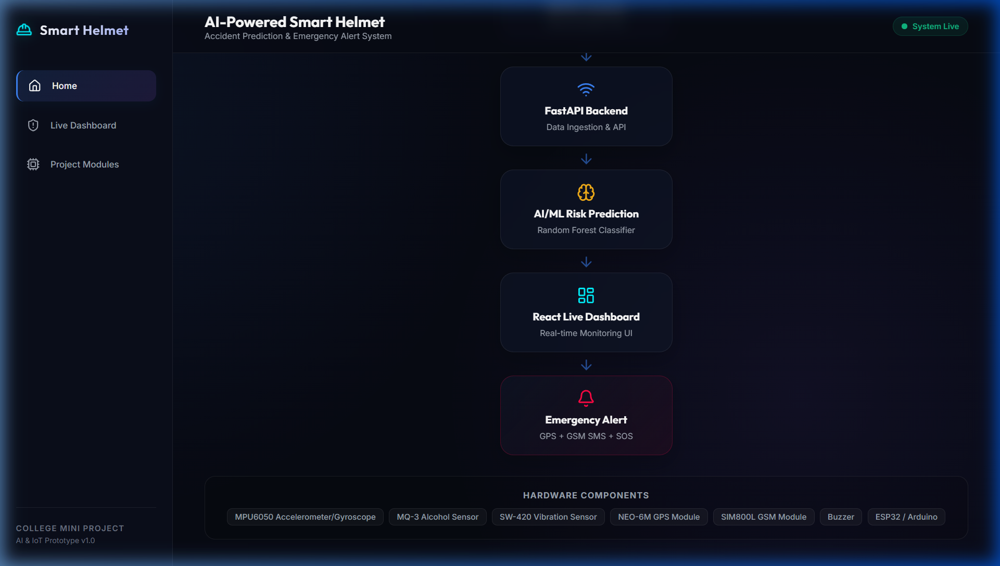 Smart Helmet
Home
Live Dashboard
Project Modules
COLLEGE MINI PROJECT
AI & IoT Prototype v1.0
AI-Powered Smart Helmet
Accident Prediction & Emergency Alert System
System Live
FastAPI Backend
Data Ingestion & API
AI/ML Risk Prediction
Random Forest Classifier
React Live Dashboard
Real-time Monitoring UI
Emergency Alert
GPS + GSM SMS + SOS
HARDWARE COMPONENTS
MPU6050 Accelerometer/Gyroscope
MQ-3 Alcohol Sensor
SW-420 Vibration Sensor
NEO-6M GPS Module
SIM800L GSM Module
Buzzer
ESP32 / Arduino